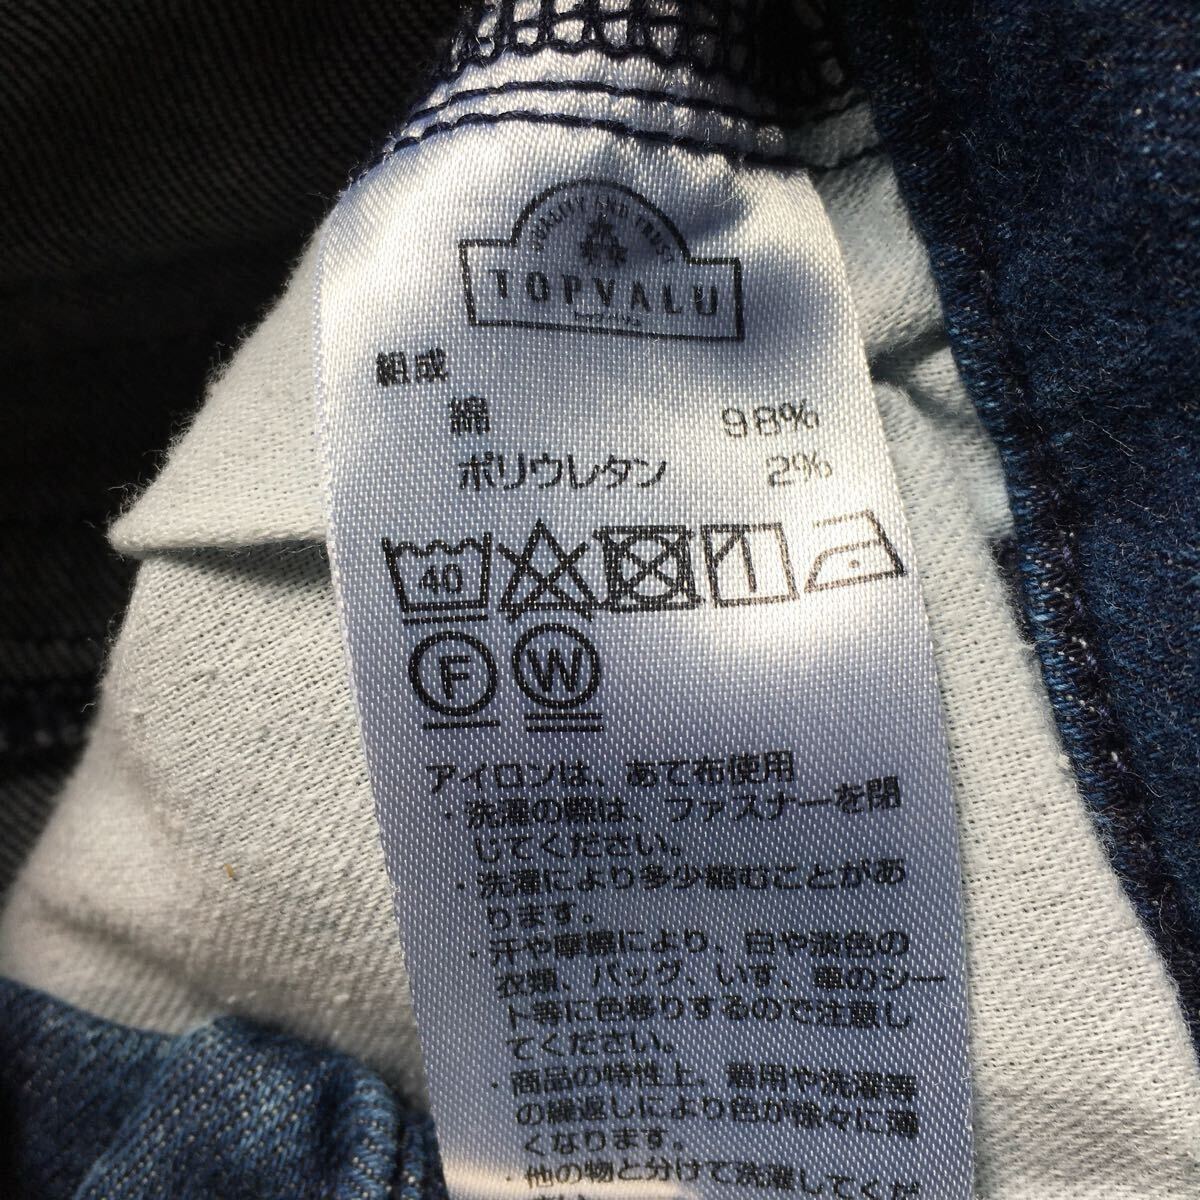 QUALITY AND TRUST
TOPVALU
トップバリュ
組成
綿 98%
ポリウレタン 2%
40
F W
アイロンは、あて布使用
・洗濯の際は、ファスナーを閉
じてください。
・洗濯により多少縮むことがあ
ります。
・汗や摩擦により、白や淡色の
衣類、バッグ、いす、車のシー
ト等に色移りするので注意し
てください。
・商品の特性上、着用や洗濯等
の繰返しにより色が徐々に薄
くなります。
・他の物と分けて洗濯してくだ
さい